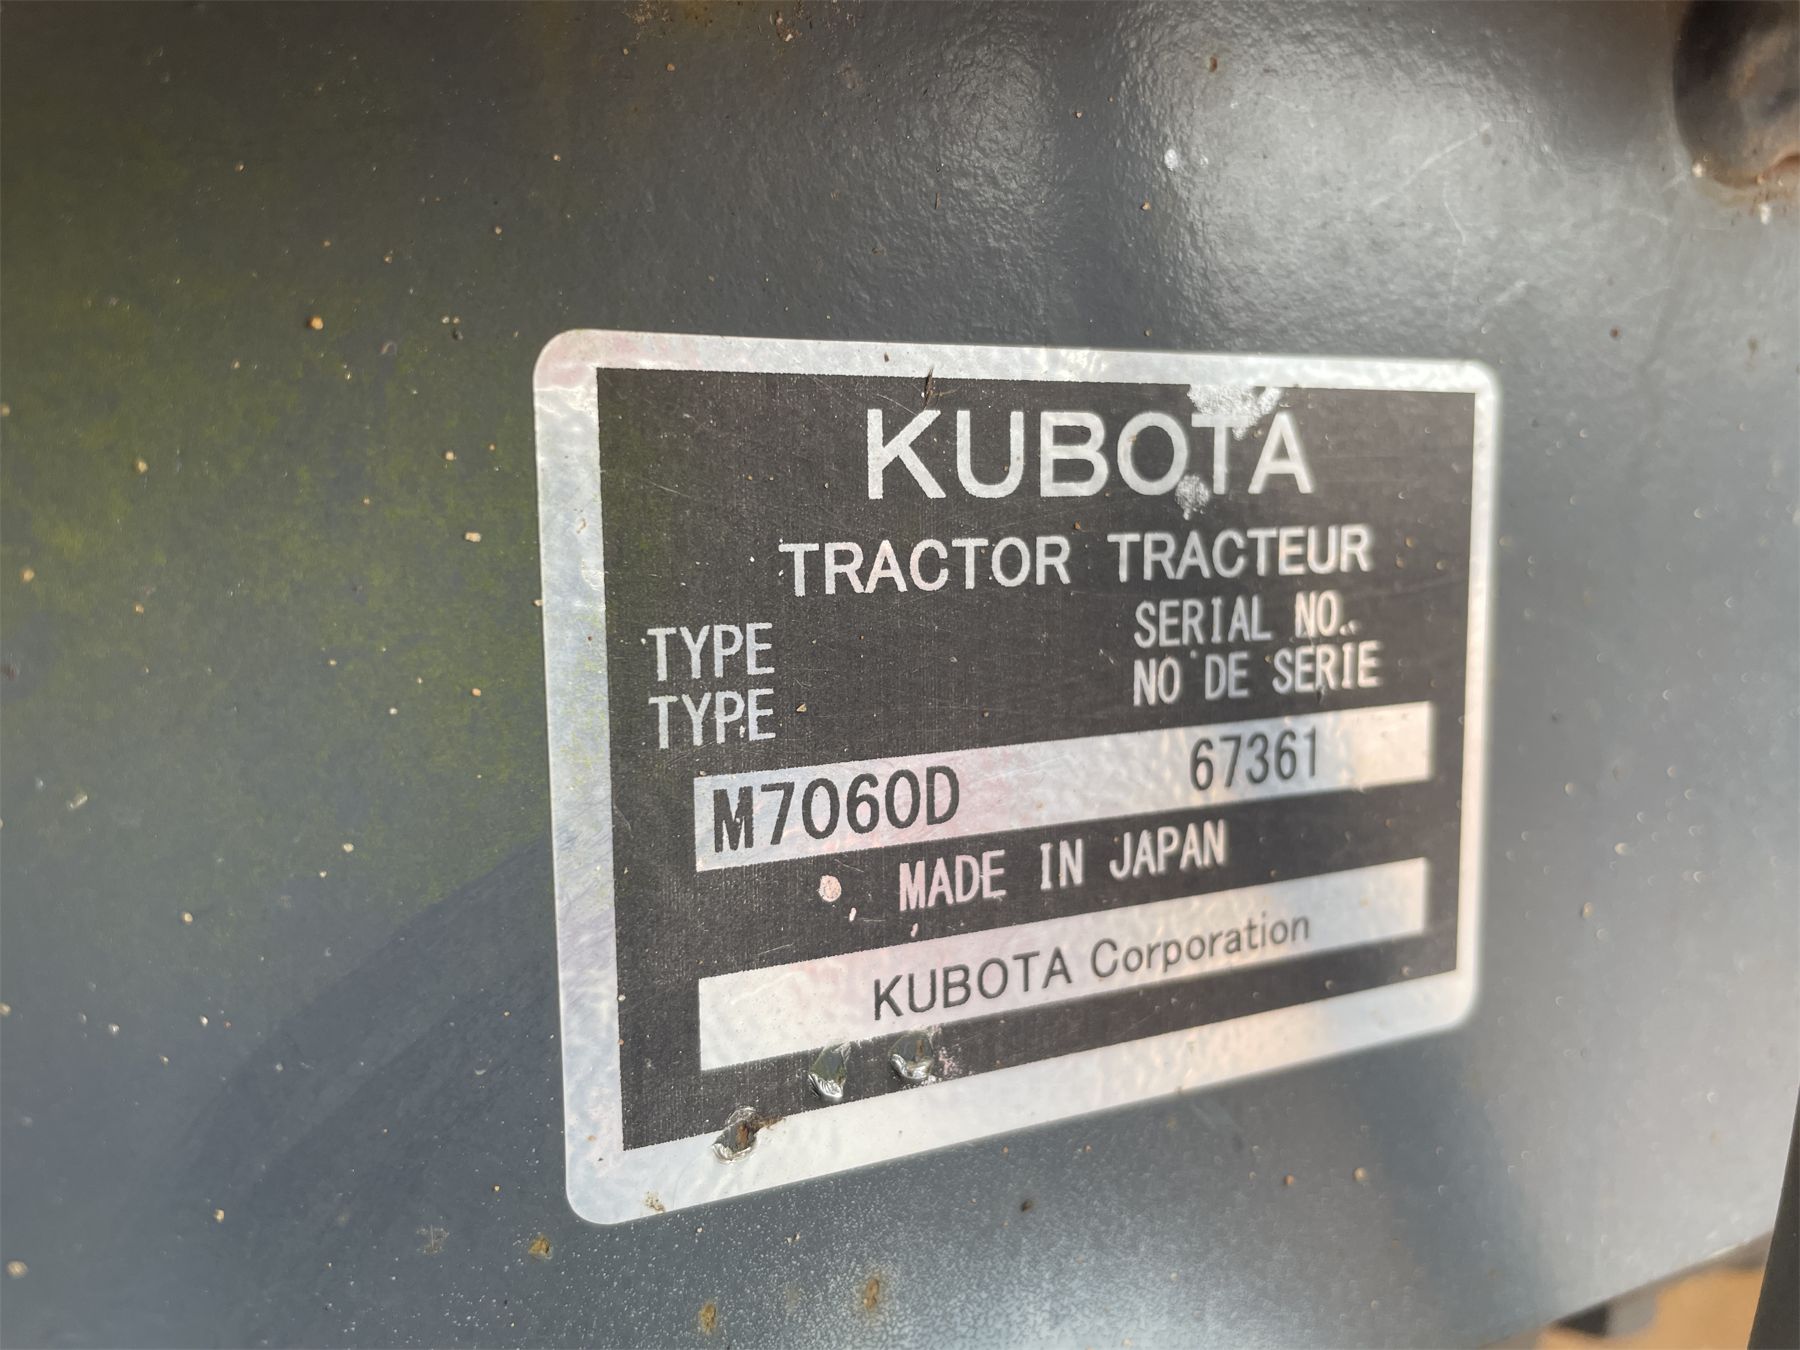 KUBOTA
TRACTOR TRACTEUR
TYPE SERIAL NO.
TYPE NO DE SERIE
M7060D 67361
MADE IN JAPAN
KUBOTA Corporation